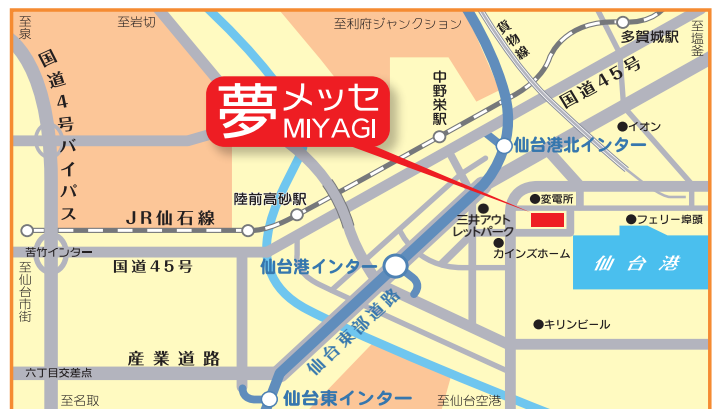 至泉
至岩切
至利府ジャンクション
貨物線
多賀城駅
至塩釜
国道4号バイパス
夢メッセ
MIYAGI
中野栄駅
国道45号
イオン
仙台港北インター
陸前高砂駅
変電所
JR仙石線
三井アウト
レットパーク
フェリー埠頭
苦竹インター
カインズホーム
国道45号
仙台港インター
仙台港
至仙台市街
仙台東部道路
キリンビール
産業道路
六丁目交差点
至名取
仙台東インター
至仙台空港